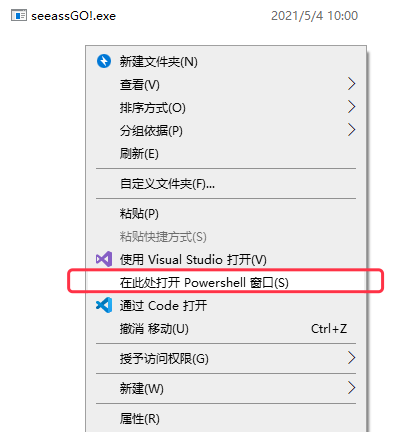 seeassGO!.exe 2021/5/4 10:00
新建文件夹(N)
查看(V)
排序方式(O)
分组依据(P)
刷新(E)
自定义文件夹(F)...
粘贴(P)
粘贴快捷方式(S)
使用 Visual Studio 打开(V)
在此处打开 Powershell 窗口(S)
通过 Code 打开
撤消 移动(U) Ctrl+Z
授予访问权限(G)
新建(W)
属性(R)